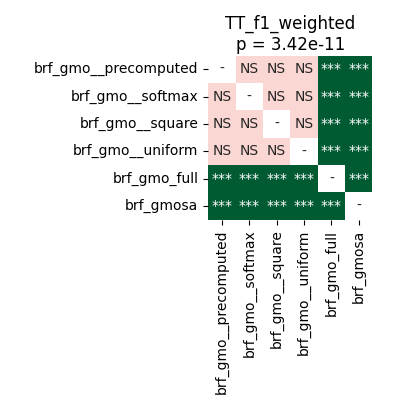 TT_f1_weighted
p = 3.42e-11
brf_gmo__precomputed - NS NS NS *** ***
brf_gmo__softmax NS - NS NS *** ***
brf_gmo__square NS NS - NS *** ***
brf_gmo__uniform NS NS NS - *** ***
brf_gmo_full *** *** *** *** - ***
brf_gmosa *** *** *** *** *** -
brf_gmo__precomputed
brf_gmo__softmax
brf_gmo__square
brf_gmo__uniform
brf_gmo_full
brf_gmosa